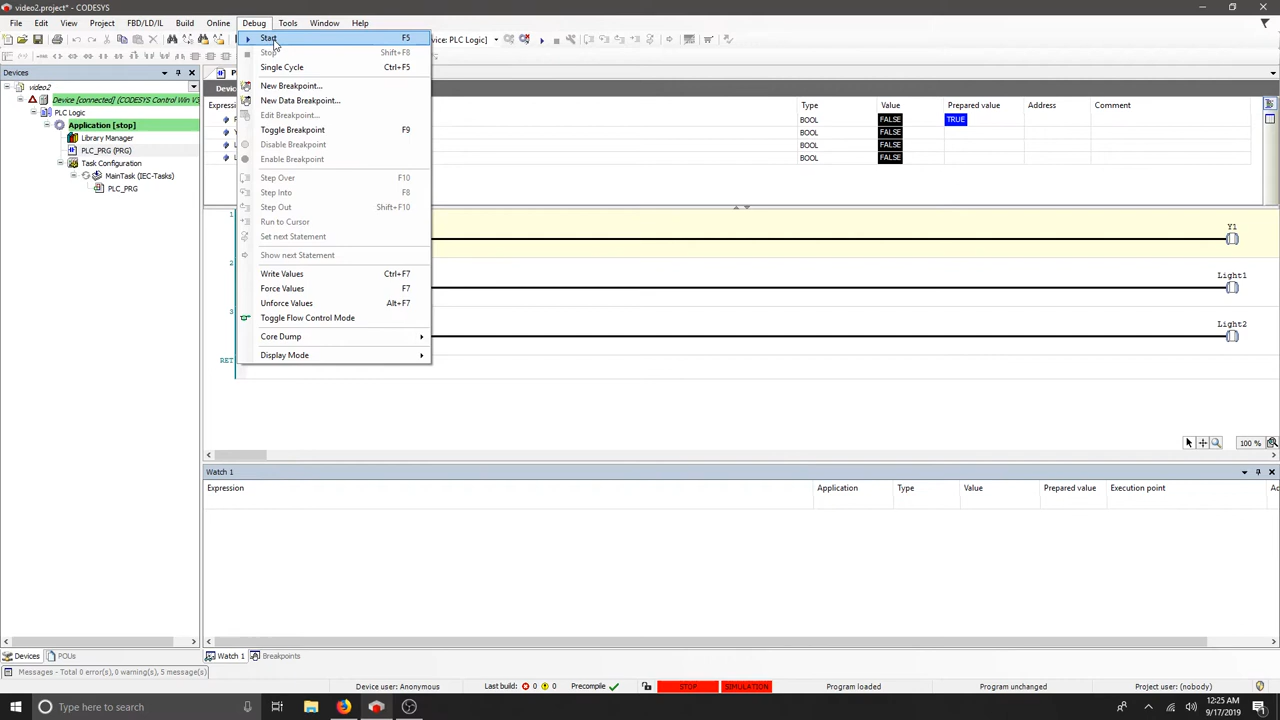 video2.project* - CODESYS
File Edit View Project FBD/LD/IL Build Online Debug Tools Window Help
Start F5
Stop Shift+F8
Single Cycle Ctrl+F5
New Breakpoint...
New Data Breakpoint...
Edit Breakpoint...
Toggle Breakpoint F9
Disable Breakpoint
Enable Breakpoint
Step Over F10
Step Into F8
Step Out Shift+F10
Run to Cursor
Set next Statement
Show next Statement
Write Values Ctrl+F7
Force Values F7
Unforce Values Alt+F7
Toggle Flow Control Mode
Core Dump
Display Mode
PLC Logic]
Devices
video2
Device [connected] (CODESYS Control Win V3
PLC Logic
Application [stop]
Library Manager
PLC_PRG (PRG)
Task Configuration
MainTask (IEC-Tasks)
PLC_PRG
Type Value Prepared value Address Comment
BOOL FALSE TRUE
BOOL FALSE
BOOL FALSE
BOOL FALSE
1
Y1
2
Light1
3
Light2
RET
100 %
Watch 1
Expression Application Type Value Prepared value Execution point
Devices POUs
Watch 1 Breakpoints
Messages - Total 0 error(s), 0 warning(s), 5 message(s)
Device user: Anonymous Last build: 0 0 Precompile STOP SIMULATION Program loaded Program unchanged Project user: (nobody)
Type here to search
12:25 AM
9/17/2019
1